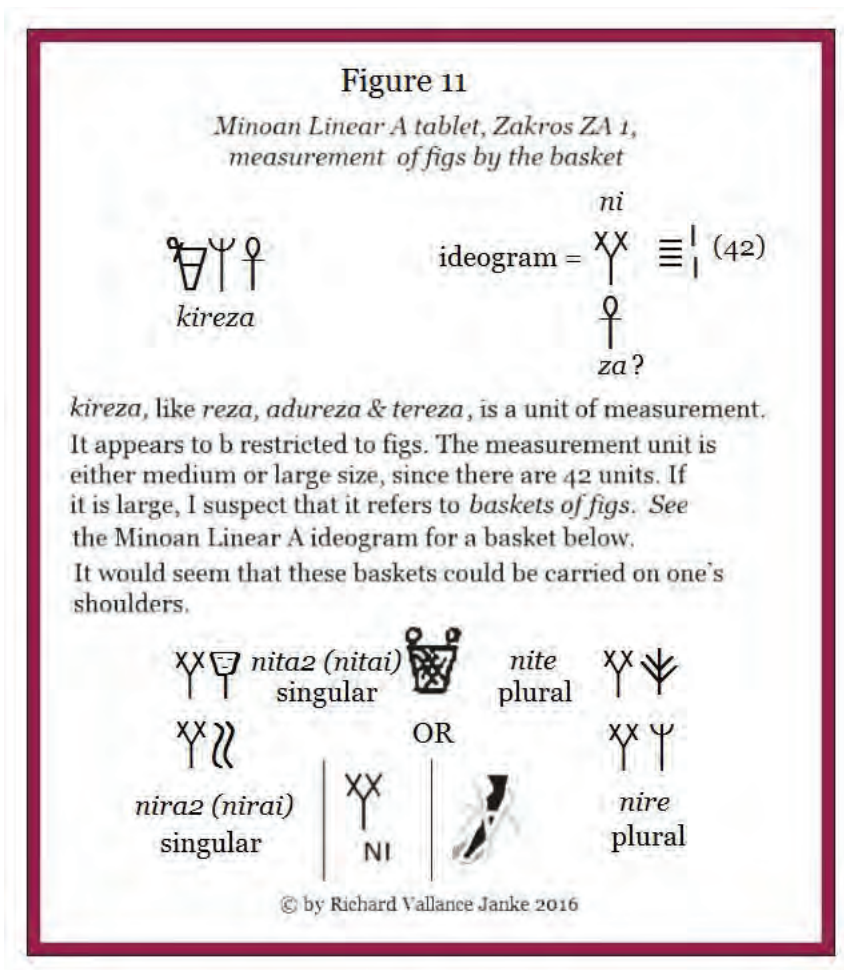 Figure 11
Minoan Linear A tablet, Zakros ZA 1,
measurement of figs by the basket
ni
ideogram = (42)
kireza
za?
kireza, like reza, adureza & tereza, is a unit of measurement.
It appears to b restricted to figs. The measurement unit is
either medium or large size, since there are 42 units. If
it is large, I suspect that it refers to baskets of figs. See
the Minoan Linear A ideogram for a basket below.
It would seem that these baskets could be carried on one's
shoulders.
nita2 (nitai) nite
singular plural
OR
nira2 (nirai) nire
singular NI plural
© by Richard Vallance Janke 2016